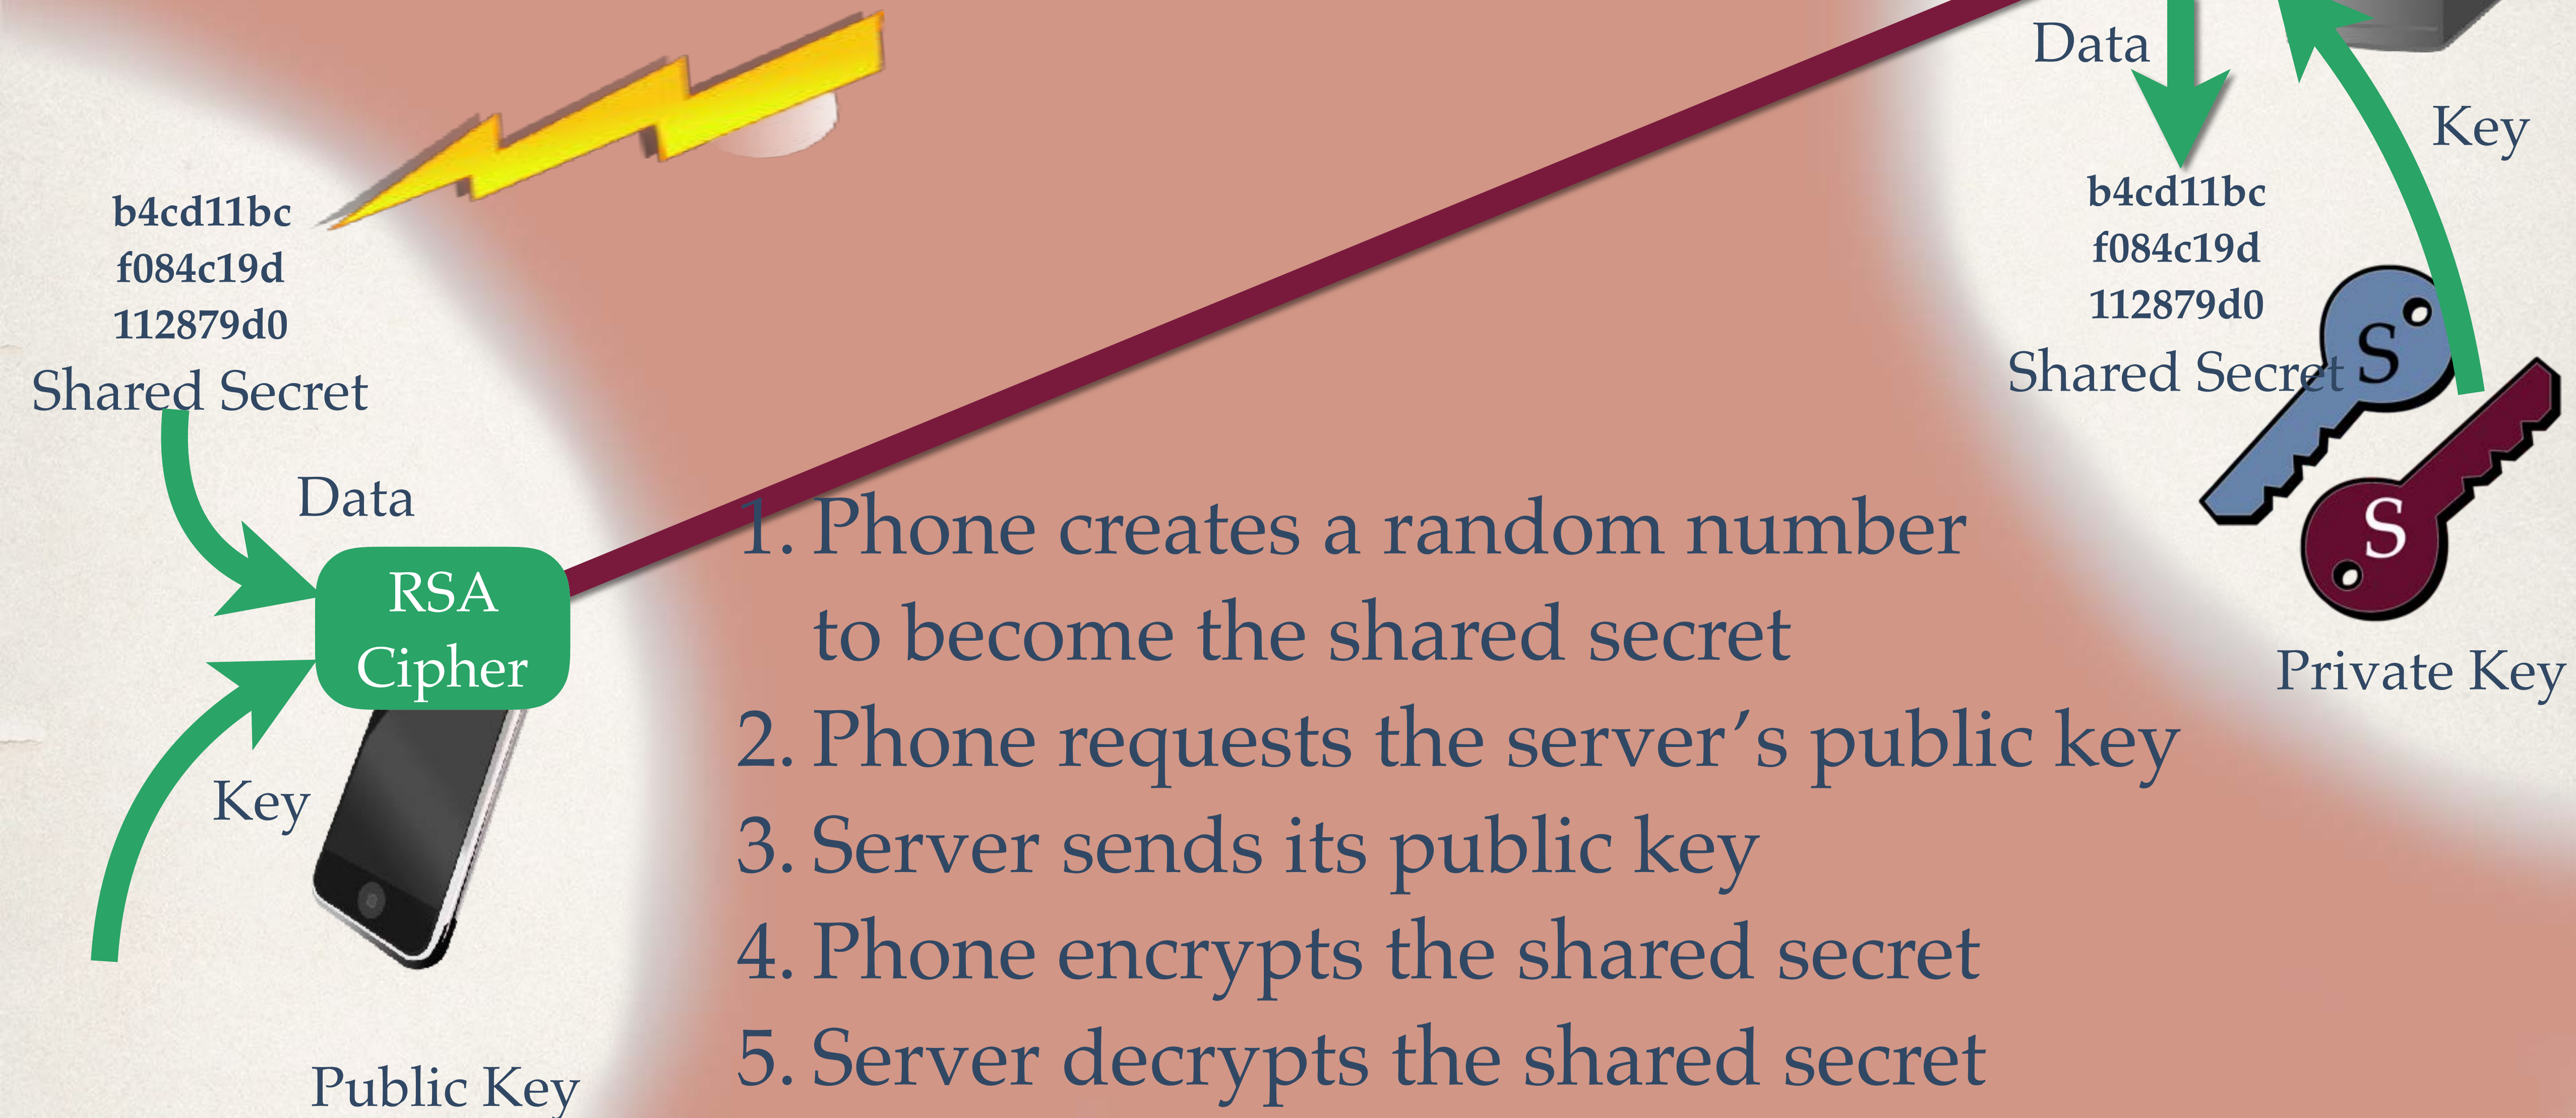 Data
Key
b4cd11bc
f084c19d
112879d0
Shared Secret
b4cd11bc
f084c19d
112879d0
Shared Secret
S
S
Private Key
Data
RSA
Cipher
Key
Public Key
1. Phone creates a random number
to become the shared secret
2. Phone requests the server’s public key
3. Server sends its public key
4. Phone encrypts the shared secret
5. Server decrypts the shared secret